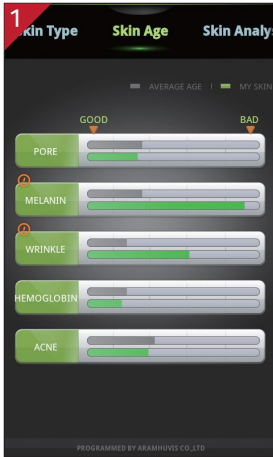 1
kin Type Skin Age Skin Analy
AVERAGE AGE | MY SKIN
GOOD BAD
PORE
MELANIN
WRINKLE
HEMOGLOBIN
ACNE
PROGRAMMED BY ARAMHUVIS CO.,LTD